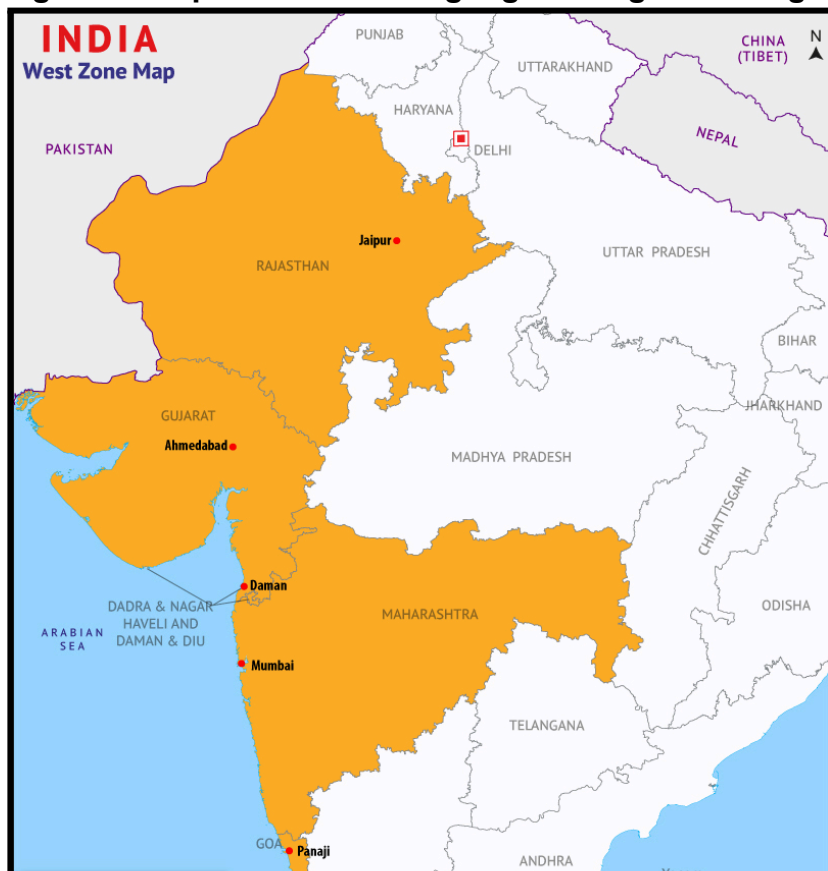 INDIA
West Zone Map
PUNJAB
CHINA
(TIBET)
N
UTTARAKHAND
HARYANA
NEPAL
PAKISTAN
DELHI
Jaipur
RAJASTHAN
UTTAR PRADESH
BIHAR
JHARKHAND
GUJARAT
Ahmedabad
MADHYA PRADESH
CHHATTISGARH
Daman
DADRA & NAGAR
HAVELI AND
DAMAN & DIU
MAHARASHTRA
ODISHA
ARABIAN
SEA
Mumbai
TELANGANA
GOA
Panaji
ANDHRA